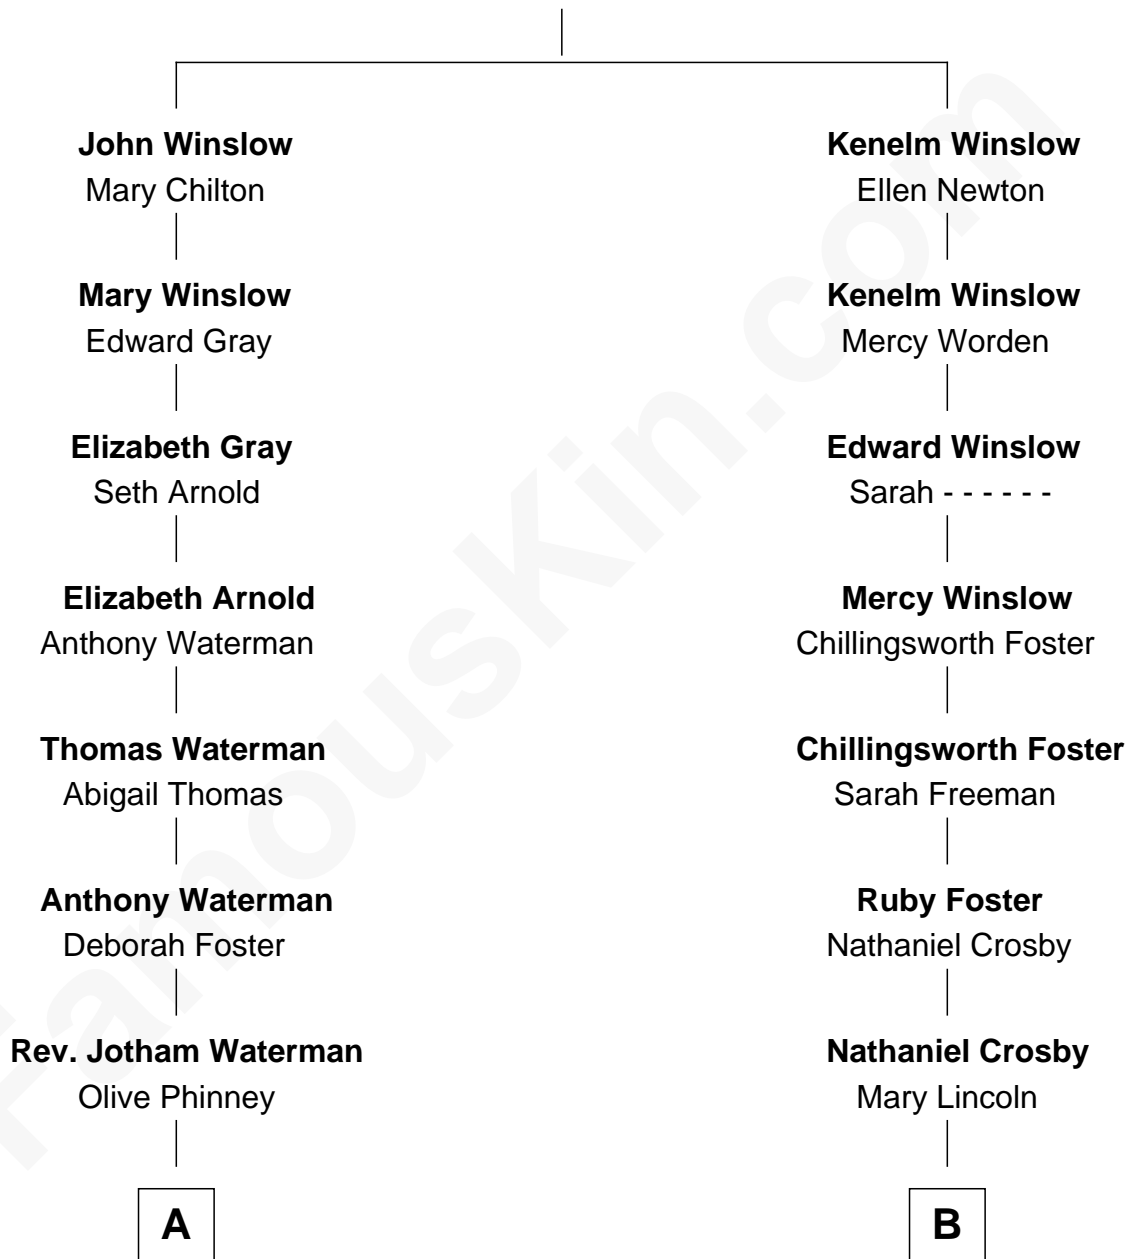 John Winslow
Mary Chilton
Mary Winslow
Edward Gray
Elizabeth Gray
Seth Arnold
Elizabeth Arnold
Anthony Waterman
Thomas Waterman
Abigail Thomas
Anthony Waterman
Deborah Foster
Rev. Jotham Waterman
Olive Phinney
A
Kenelm Winslow
Ellen Newton
Kenelm Winslow
Mercy Worden
Edward Winslow
Sarah - - - - - -
Mercy Winslow
Chillingsworth Foster
Chillingsworth Foster
Sarah Freeman
Ruby Foster
Nathaniel Crosby
Nathaniel Crosby
Mary Lincoln
B
FamousKin.com